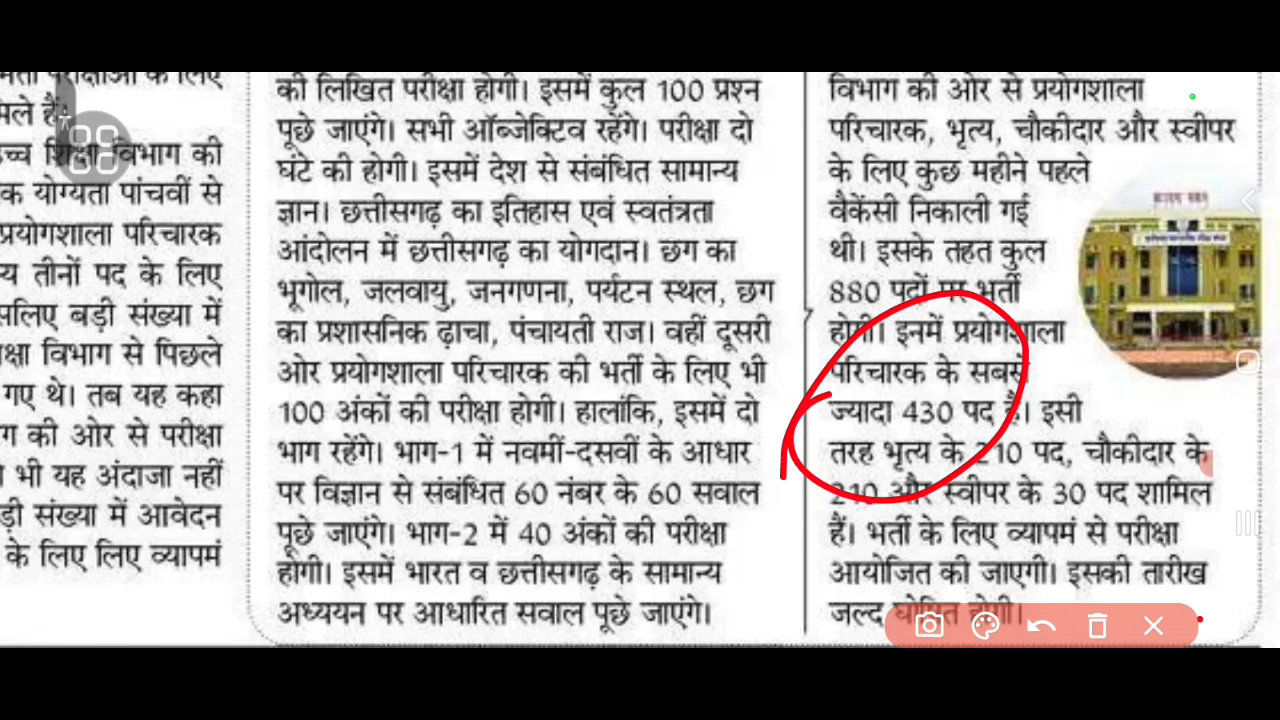 के लिए
मिले हैं।
उच्च शिक्षा विभाग की
योग्यता पांचवीं से
प्रयोगशाला परिचारक
तीनों पद के लिए
इसलिए बड़ी संख्या में
विभाग से पिछले
गए थे। तब यह कहा
की ओर से परीक्षा
भी यह अंदाजा नहीं
बड़ी संख्या में आवेदन
के लिए लिए व्यापमं
की लिखित परीक्षा होगी। इसमें कुल 100 प्रश्न
पूछे जाएंगे। सभी ऑब्जेक्टिव रहेंगे। परीक्षा दो
घंटे की होगी। इसमें देश से संबंधित सामान्य
ज्ञान। छत्तीसगढ़ का इतिहास एवं स्वतंत्रता
आंदोलन में छत्तीसगढ़ का योगदान। छग का
भूगोल, जलवायु, जनगणना, पर्यटन स्थल, छग
का प्रशासनिक ढ़ाचा, पंचायती राज। वहीं दूसरी
ओर प्रयोगशाला परिचारक की भर्ती के लिए भी
100 अंकों की परीक्षा होगी। हालांकि, इसमें दो
भाग रहेंगे। भाग-1 में नवमीं-दसवीं के आधार
पर विज्ञान से संबंधित 60 नंबर के 60 सवाल
पूछे जाएंगे। भाग-2 में 40 अंकों की परीक्षा
होगी। इसमें भारत व छत्तीसगढ़ के सामान्य
अध्ययन पर आधारित सवाल पूछे जाएंगे।
विभाग की ओर से प्रयोगशाला
परिचारक, भृत्य, चौकीदार और स्वीपर
के लिए कुछ महीने पहले
वैकेंसी निकाली गई
थी। इसके तहत कुल
880 पदों पर भर्ती
होगी। इनमें प्रयोगशाला
परिचारक के सबसे
ज्यादा 430 पद है। इसी
तरह भृत्य के 210 पद, चौकीदार के
210 और स्वीपर के 30 पद शामिल
हैं। भर्ती के लिए व्यापमं से परीक्षा
आयोजित की जाएगी। इसकी तारीख
जल्द घोषित होगी।